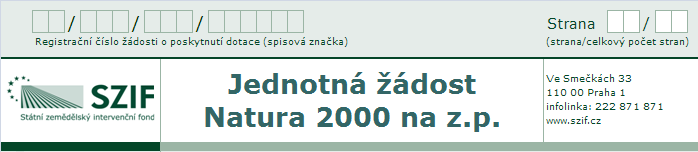 / / / Strana /
Registrační číslo žádosti o poskytnutí dotace (spisová značka) (strana/celkový počet stran)
SZIF
Státní zemědělský intervenční fond
Jednotná žádost
Natura 2000 na z.p.
Ve Smečkách 33
110 00 Praha 1
infolinka: 222 871 871
www.szif.cz